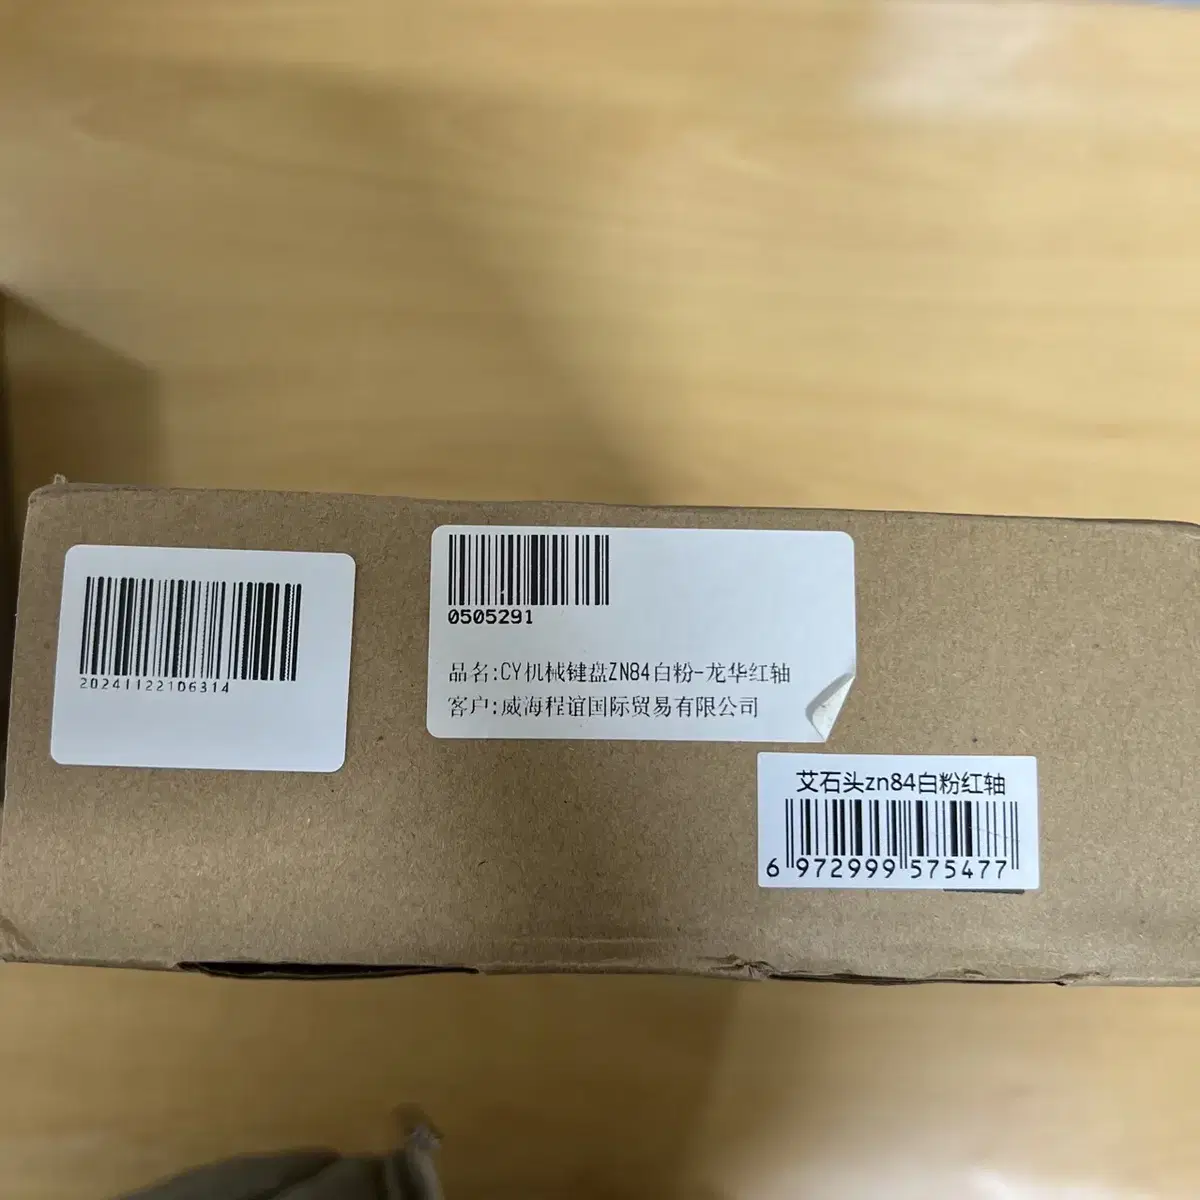 20241122106314
0505291
品名:CY机械键盘ZN84白粉-龙华红轴
客户:威海程谊国际贸易有限公司
艾石头zn84白粉红轴
6 972999 575477